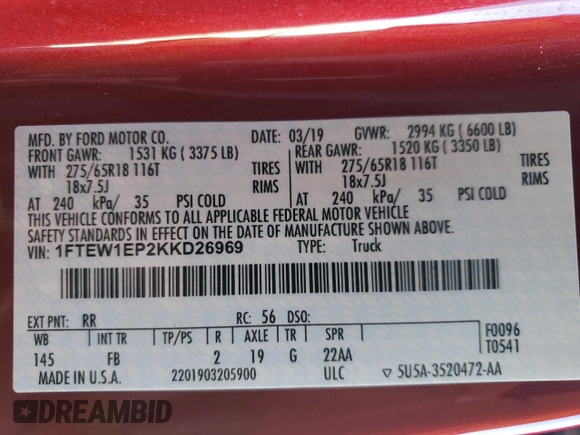 MFD. BY FORD MOTOR CO. DATE: 03/19 GVWR: 2994 KG ( 6600 LB)
FRONT GAWR: 1531 KG ( 3375 LB) REAR GAWR: 1520 KG ( 3350 LB)
WITH 275/65R18 116T TIRES WITH 275/65R18 116T TIRES
18x7.5J RIMS 18x7.5J RIMS
AT 240 kPa/ 35 PSI COLD AT 240 kPa/ 35 PSI COLD
THIS VEHICLE CONFORMS TO ALL APPLICABLE FEDERAL MOTOR VEHICLE
SAFETY STANDARDS IN EFFECT ON THE DATE OF MANUFACTURE SHOWN ABOVE.
VIN: 1FTEW1EP2KKD26969 TYPE: Truck
EXT PNT: RR RC: 56 DSO:
WB INT TR TP/PS R AXLE TR SPR F0096
145 FB 2 19 G 22AA T0541
MADE IN U.S.A. 2201903205900 ULC ▽ 5U5A-3520472-AA
DREAMBID